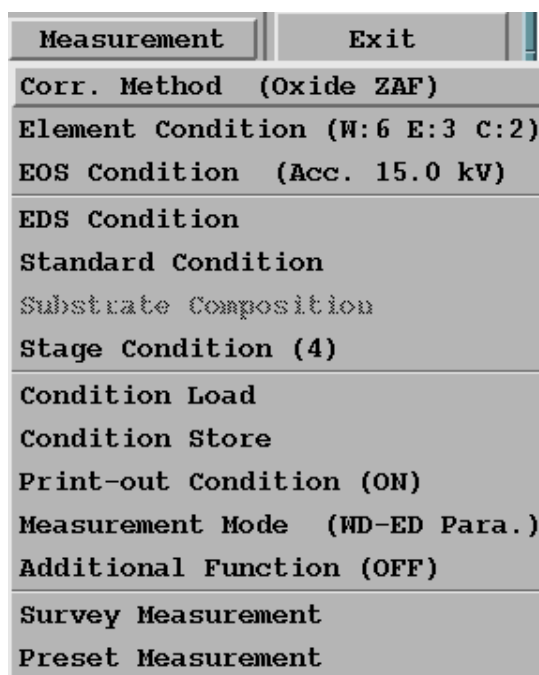 Measurement Exit
Corr. Method (Oxide ZAF)
Element Condition (W:6 E:3 C:2)
EOS Condition (Acc. 15.0 kV)
EDS Condition
Standard Condition
Substrate Composition
Stage Condition (4)
Condition Load
Condition Store
Print-out Condition (ON)
Measurement Mode (WD-ED Para.)
Additional Function (OFF)
Survey Measurement
Preset Measurement